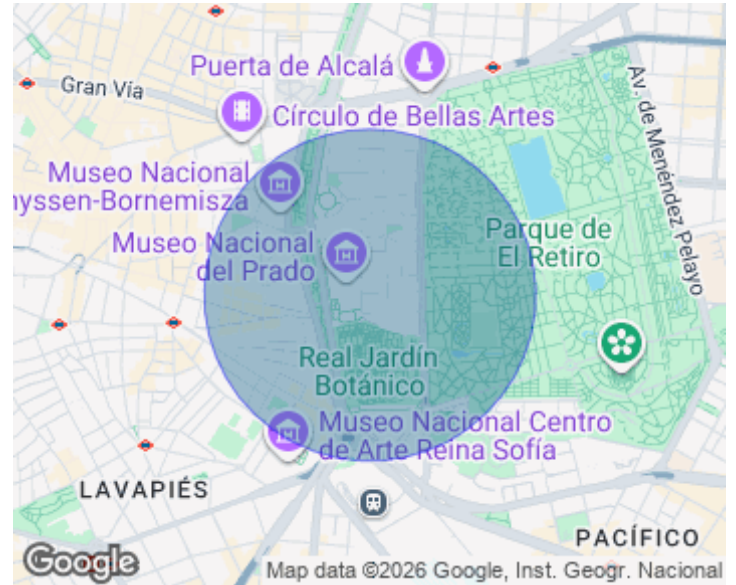 Puerta de Alcalá
Gran Vía
Círculo de Bellas Artes
Av. de Menéndez Pelayo
Museo Nacional
hyssen-Bornemisza
Museo Nacional
del Prado
Parque de
El Retiro
Real Jardín
Botánico
Museo Nacional Centro
de Arte Reina Sofía
LAVAPIÉS
PACÍFICO
Google
Map data ©2026 Google, Inst. Geogr. Nacional